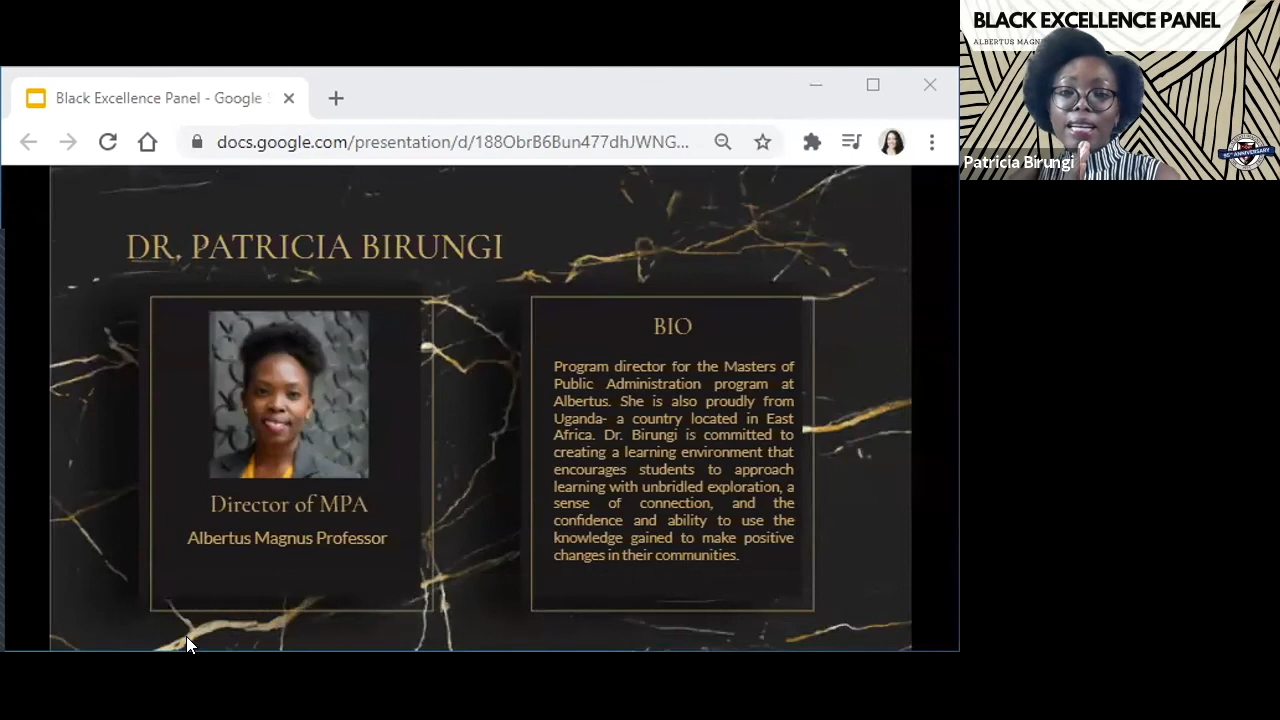 BLACK EXCELLENCE PANEL
ALBERTUS MAGN
Patricia Birungi
Black Excellence Panel - Google
docs.google.com/presentation/d/188ObrB6Bun477dhJWNG...
DR. PATRICIA BIRUNGI
Director of MPA
Albertus Magnus Professor
BIO
Program director for the Masters of
Public Administration program at
Albertus. She is also proudly from
Uganda- a country located in East
Africa. Dr. Birungi is committed to
creating a learning environment that
encourages students to approach
learning with unbridled exploration, a
sense of connection, and the
confidence and ability to use the
knowledge gained to make positive
changes in their communities.